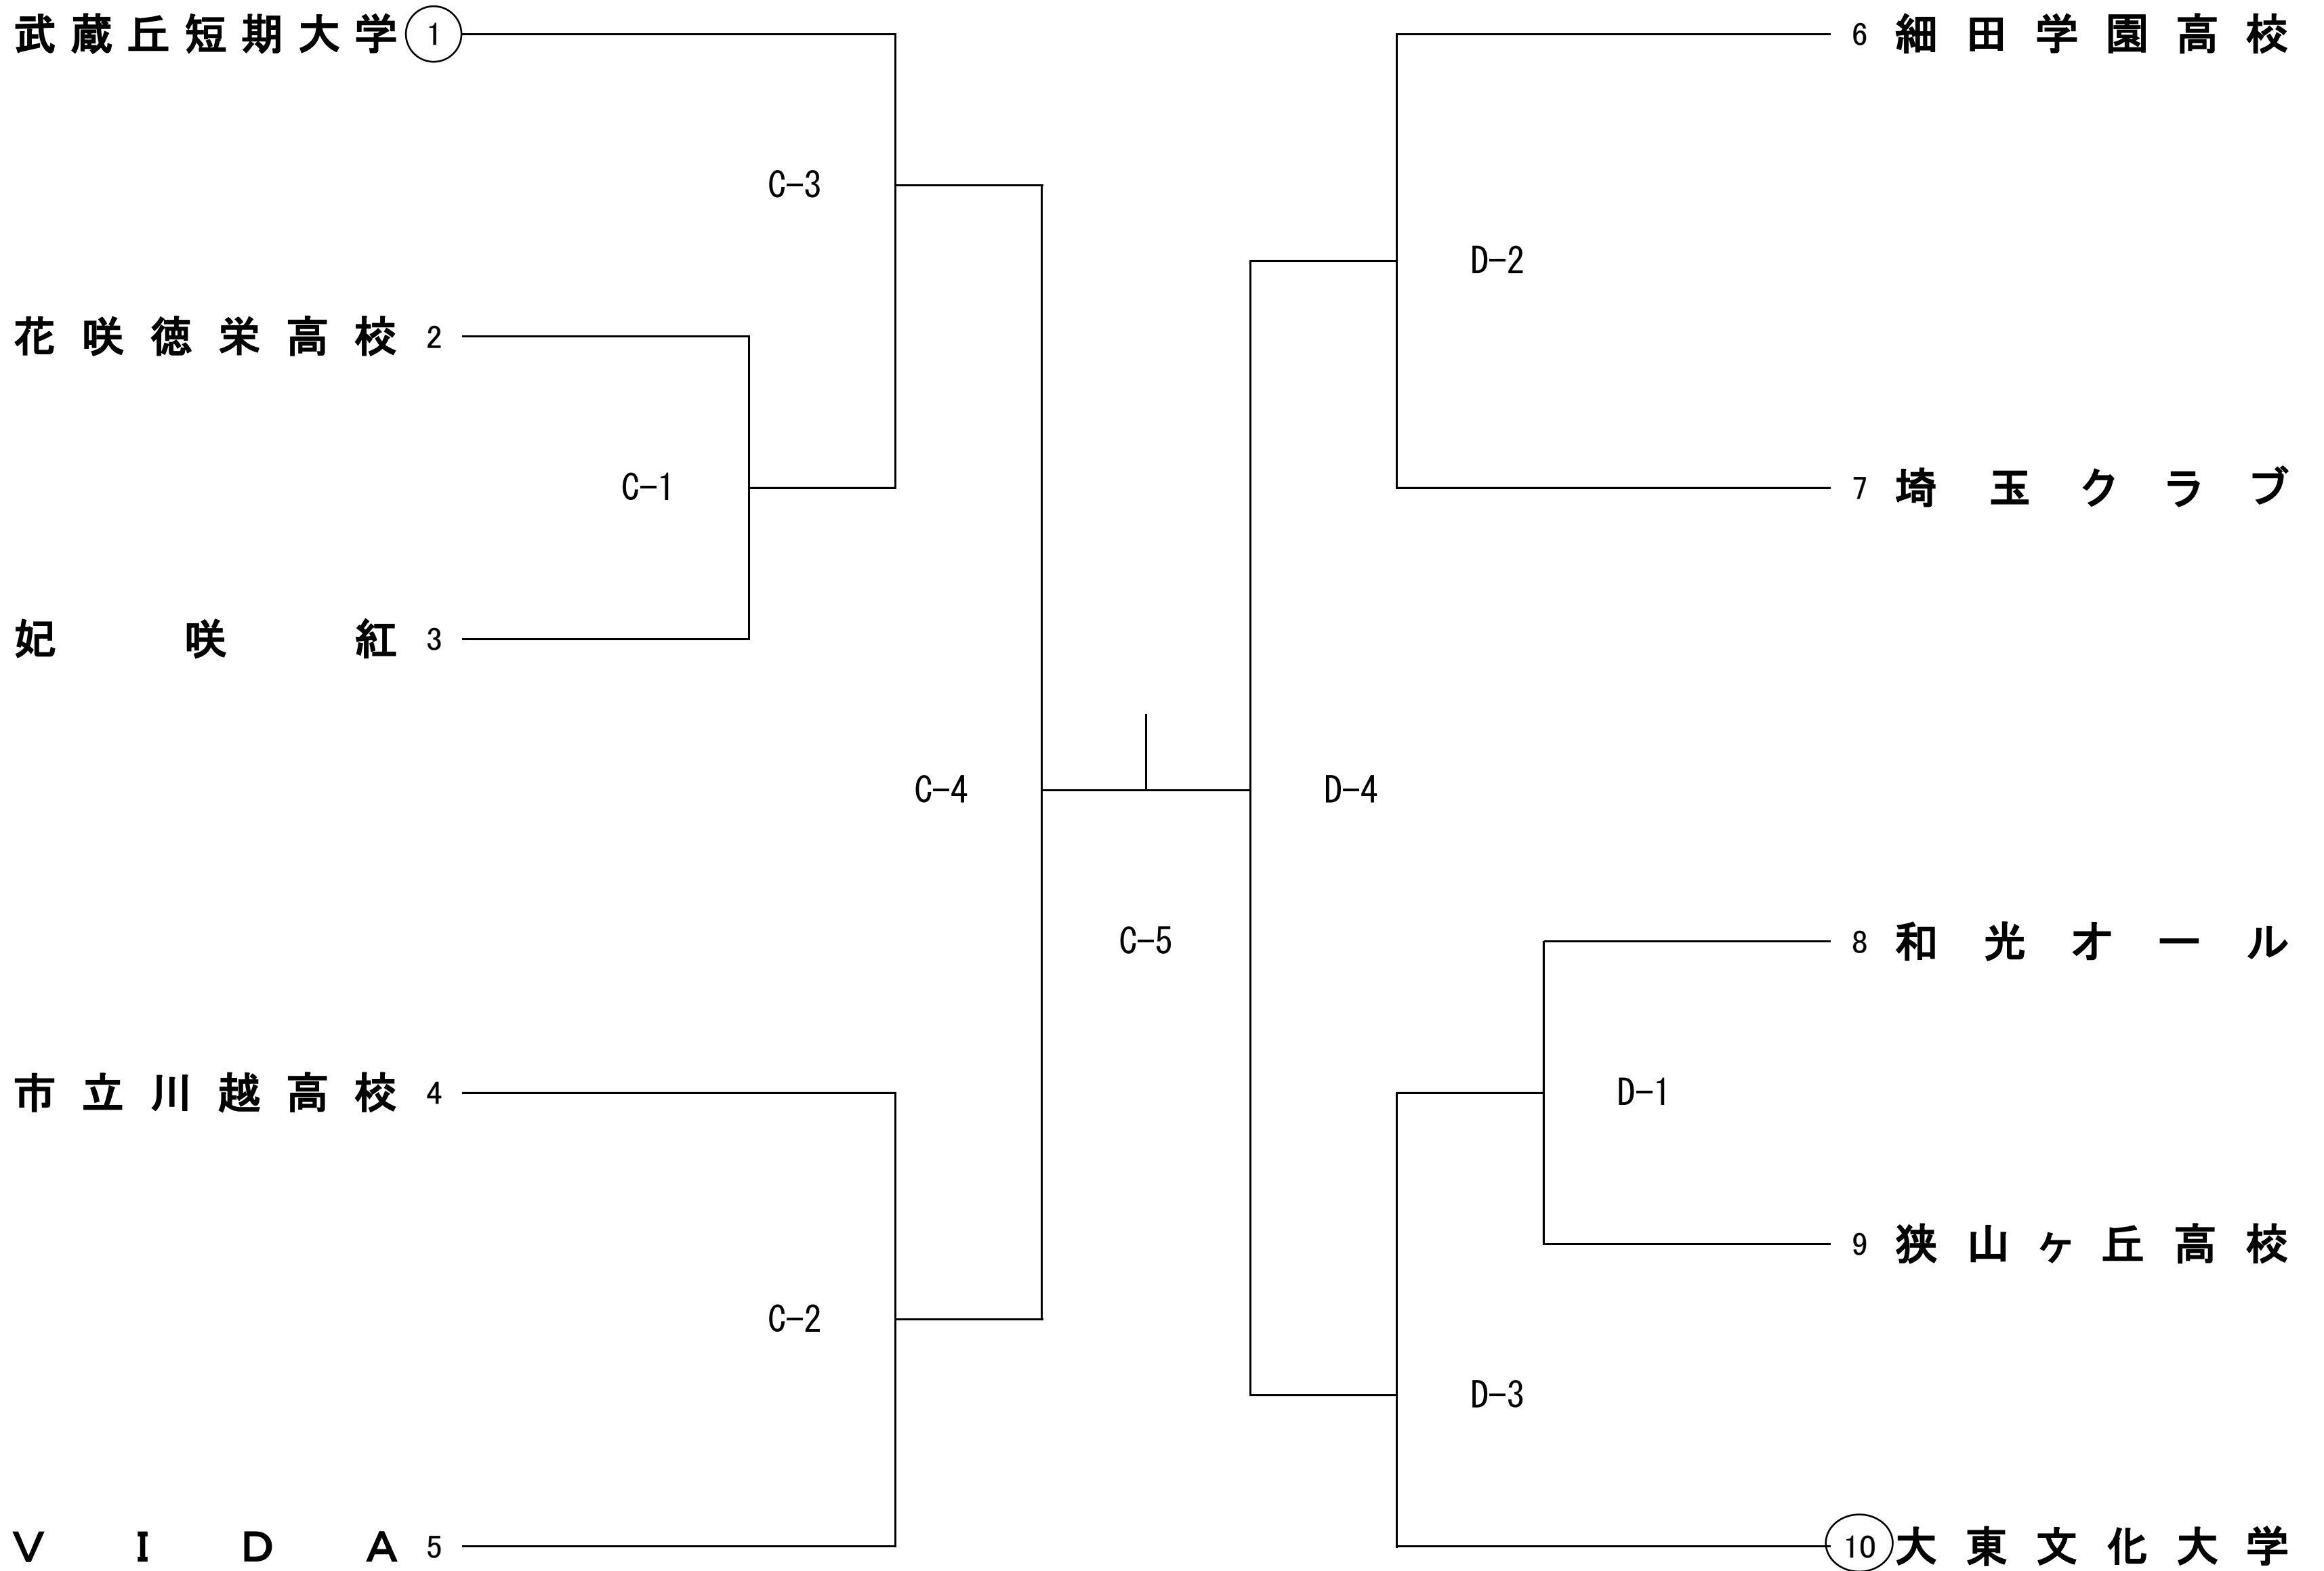 武蔵丘短期大学 1
6 細田学園高校
C-3
D-2
花咲徳栄高校 2
C-1
7 埼玉クラブ
妃咲紅 3
C-4
D-4
C-5
8 和光オール
市立川越高校 4
D-1
9 狭山ヶ丘高校
C-2
D-3
VIDA 5
10 大東文化大学